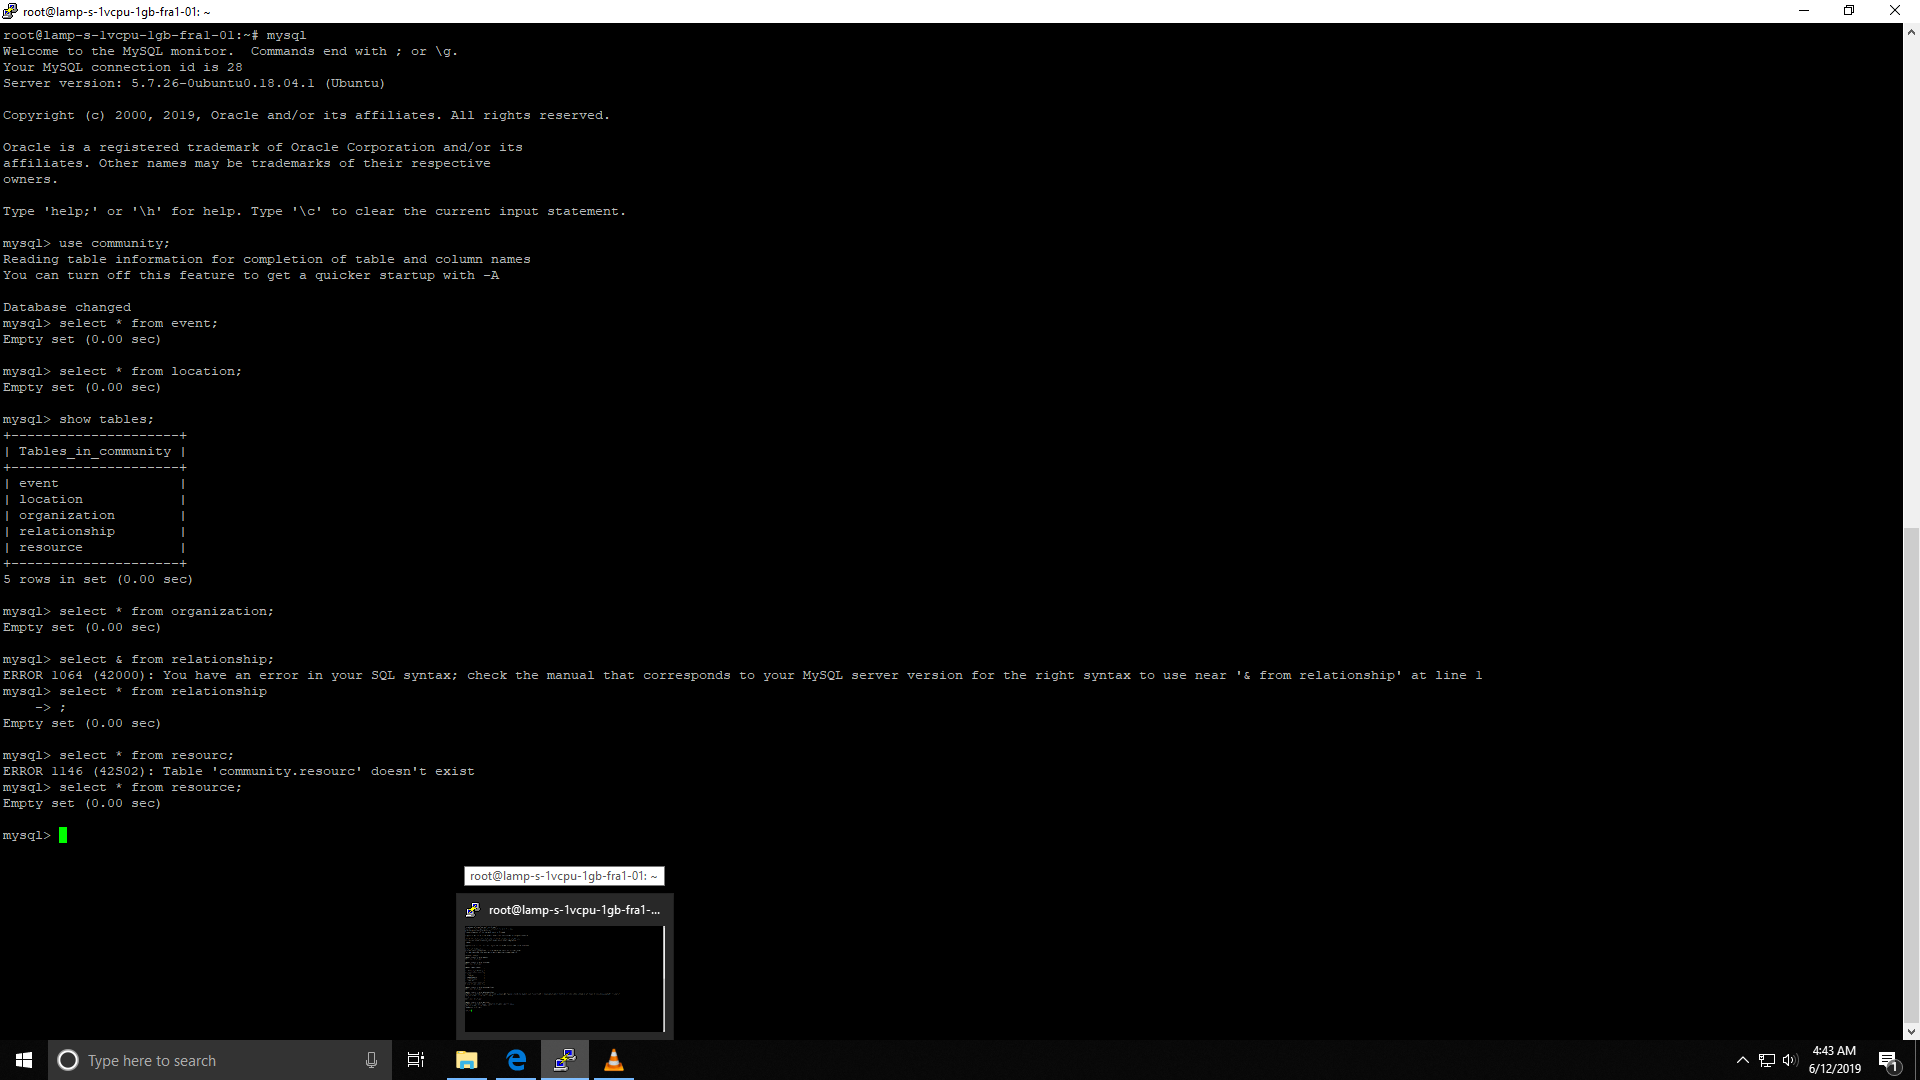 root@lamp-s-1vcpu-1gb-fra1-01: ~
root@lamp-s-1vcpu-1gb-fra1-01:~# mysql
Welcome to the MySQL monitor.  Commands end with ; or \g.
Your MySQL connection id is 28
Server version: 5.7.26-0ubuntu0.18.04.1 (Ubuntu)
Copyright (c) 2000, 2019, Oracle and/or its affiliates. All rights reserved.
Oracle is a registered trademark of Oracle Corporation and/or its
affiliates. Other names may be trademarks of their respective
owners.
Type 'help;' or '\h' for help. Type '\c' to clear the current input statement.
mysql> use community;
Reading table information for completion of table and column names
You can turn off this feature to get a quicker startup with -A
Database changed
mysql> select * from event;
Empty set (0.00 sec)
mysql> select * from location;
Empty set (0.00 sec)
mysql> show tables;
+---------------------+
| Tables_in_community |
+---------------------+
| event               |
| location            |
| organization        |
| relationship        |
| resource            |
+---------------------+
5 rows in set (0.00 sec)
mysql> select * from organization;
Empty set (0.00 sec)
mysql> select & from relationship;
ERROR 1064 (42000): You have an error in your SQL syntax; check the manual that corresponds to your MySQL server version for the right syntax to use near '& from relationship' at line 1
mysql> select * from relationship
    -> ;
Empty set (0.00 sec)
mysql> select * from resourc;
ERROR 1146 (42S02): Table 'community.resourc' doesn't exist
mysql> select * from resource;
Empty set (0.00 sec)
mysql>
root@lamp-s-1vcpu-1gb-fra1-01: ~
root@lamp-s-1vcpu-1gb-fra1-...
Type here to search
4:43 AM
6/12/2019
1